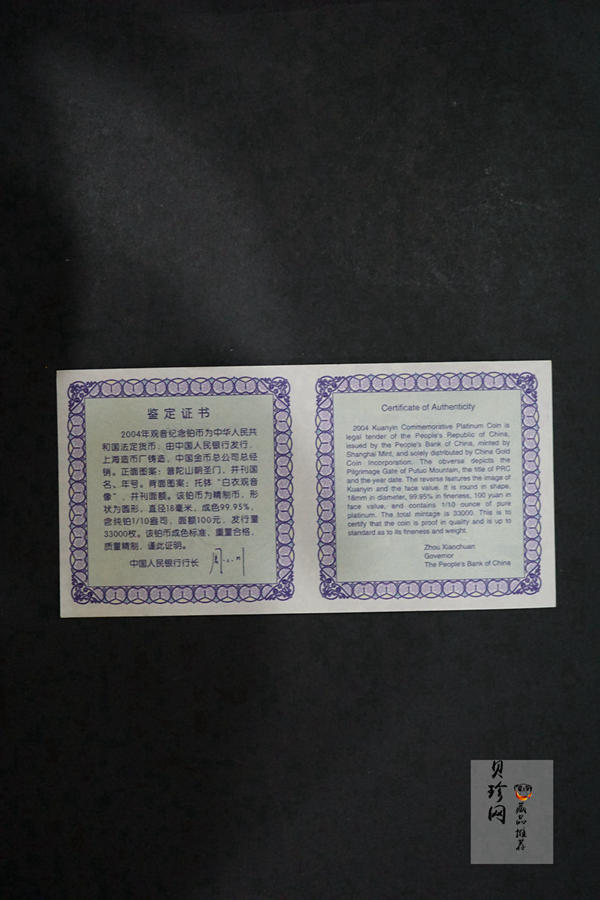 鉴定证书
2004年观音纪念铂币为中华人民共
和国法定货币，由中国人民银行发行，
上海造币厂铸造，中国金币总公司总经
销。正面图案：普陀山朝圣门，并刊国
名、年号。背面图案：托钵“白衣观音
像”，并刊面额。该铂币为精制币，形
状为圆形，直径18毫米，成色99.95%，
含纯铂1/10盎司，面额100元，发行量
33000枚。该铂币成色标准，重量合格，
质量精制，谨此证明。
中国人民银行行长
Certificate of Authenticity
2004 Kuanyin Commemorative Platinum Coin is
legal tender of the People's Republic of China,
issued by the People's Bank of China, minted by
Shanghai Mint, and solely distributed by China Gold
Coin Incorporation. The obverse depicts the
Pilgrimage Gate of Putuo Mountain, the title of PRC
and the year date. The reverse features the image of
Kuanyin and the face value. It is round in shape,
18mm in diameter, 99.95% in fineness, 100 yuan in
face value, and contains 1/10 ounce of pure
platinum. The total mintage is 33000. This is to
certify that the coin is proof in quality and is up to
standard as to its fineness and weight.
Zhou Xiaochuan
Governor
The People's Bank of China
贝珍网
藏品推荐